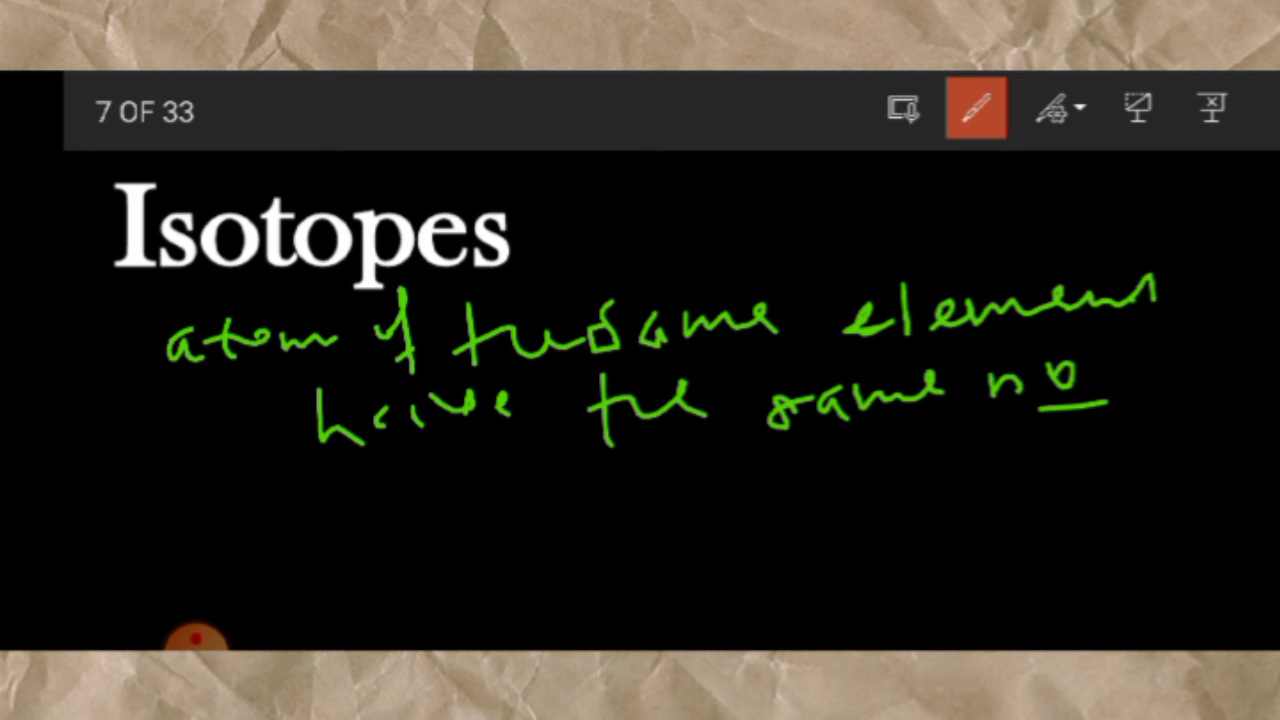 7 OF 33
Isotopes
atom of the same element
have the same no